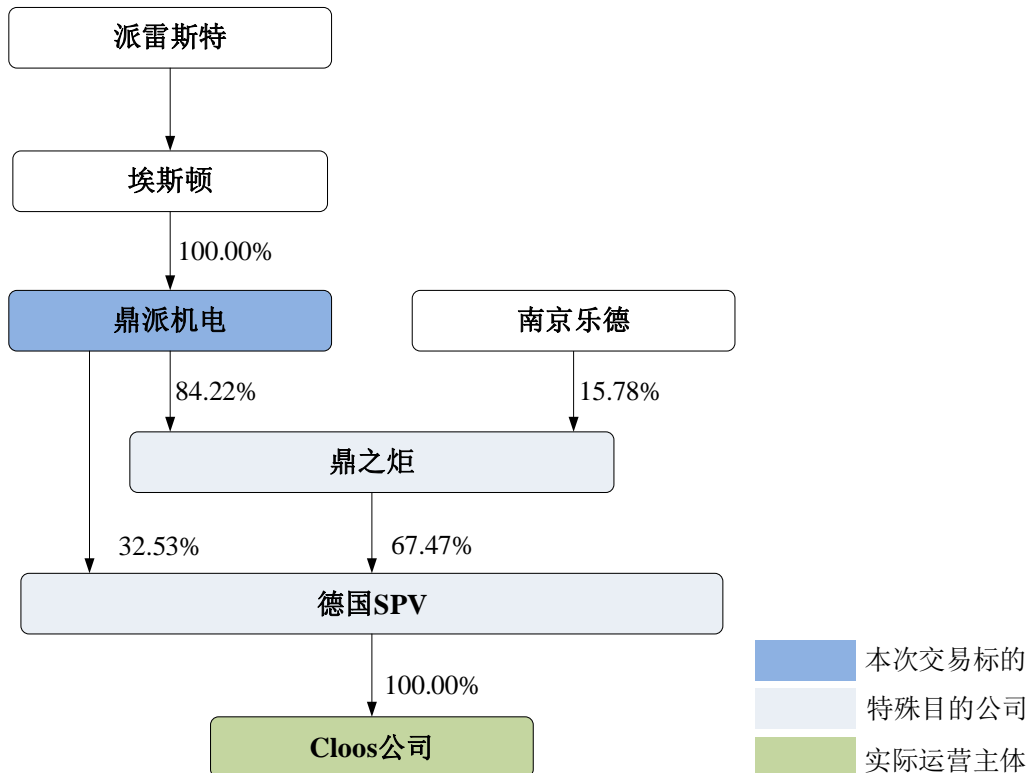 派雷斯特
埃斯顿
100.00%
鼎派机电
南京乐德
84.22%
15.78%
鼎之炬
32.53%
67.47%
德国SPV
100.00%
Cloos公司
本次交易标的
特殊目的公司
实际运营主体